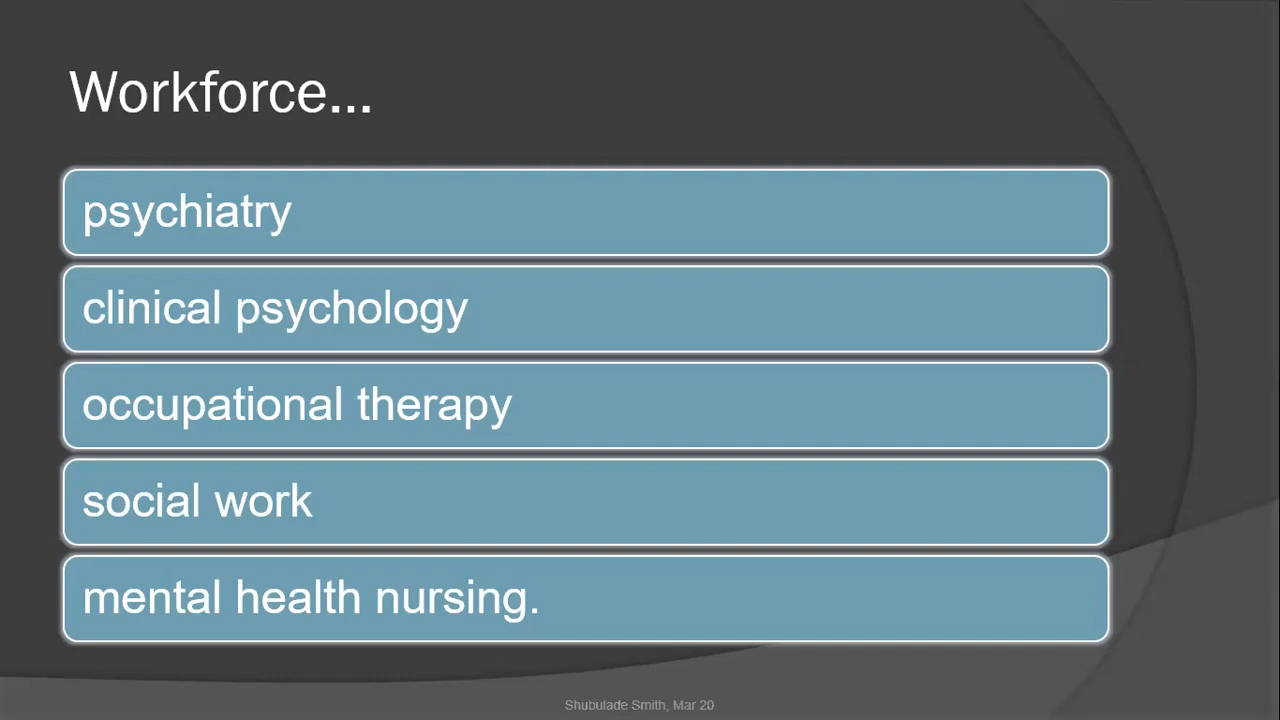 Workforce...
psychiatry
clinical psychology
occupational therapy
social work
mental health nursing.
Shubulade Smith, Mar 20